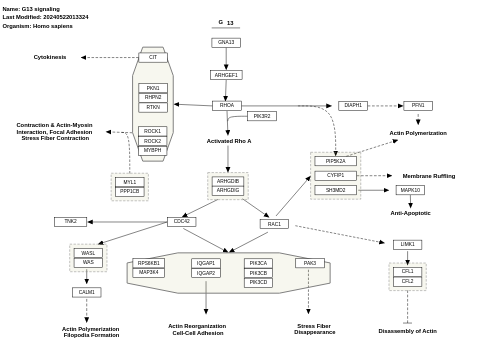 Name: G13 signaling
Last Modified: 20240522013324
Organism: Homo sapiens
G 13
GNA13
Cytokinesis
CIT
ARHGEF1
PKN1
RHPN2
RTKN
RHOA
DIAPH1
PFN1
PIK3R2
Contraction & Actin-Myosin
Interaction, Focal Adhesion
Stress Fiber Contraction
ROCK1
ROCK2
MYBPH
Activated Rho A
Actin Polymerization
PIP5K2A
CYFIP1
Membrane Ruffling
SH3MD2
MAPK10
MYL1
PPP1CB
ARHGDIB
ARHGDIG
Anti-Apoptotic
TNK2
CDC42
RAC1
LIMK1
WASL
WAS
RPS6KB1
MAP3K4
IQGAP1
IQGAP2
PIK3CA
PIK3CB
PIK3CD
PAK3
CFL1
CFL2
CALM1
Actin Polymerization
Filopodia Formation
Actin Reorganization
Cell-Cell Adhesion
Stress Fiber
Disappearance
Disassembly of Actin